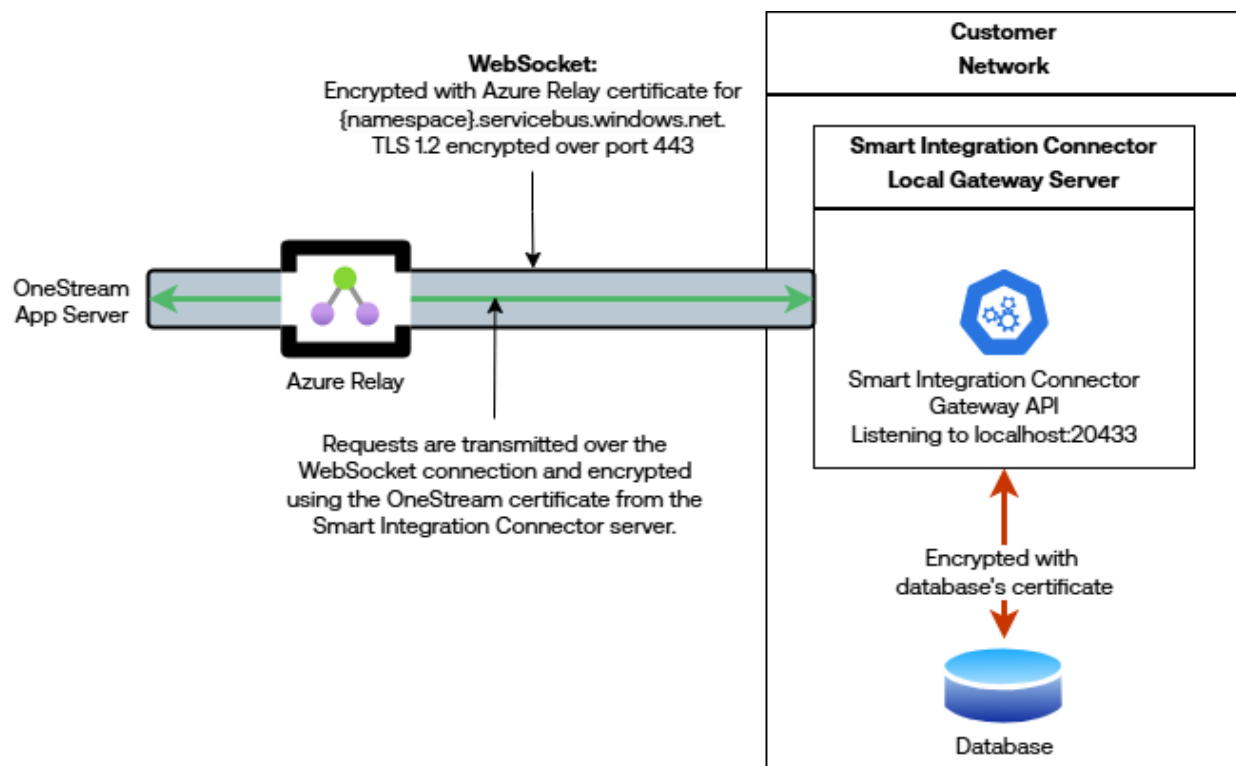 Customer
Network
WebSocket:
Encrypted with Azure Relay certificate for
{namespace}.servicebus.windows.net.
TLS 1.2 encrypted over port 443
Smart Integration Connector
Local Gateway Server
OneStream
App Server
Azure Relay
Smart Integration Connector
Gateway API
Listening to localhost:20433
Requests are transmitted over the
WebSocket connection and encrypted
using the OneStream certificate from the
Smart Integration Connector server.
Encrypted with
database's certificate
Database